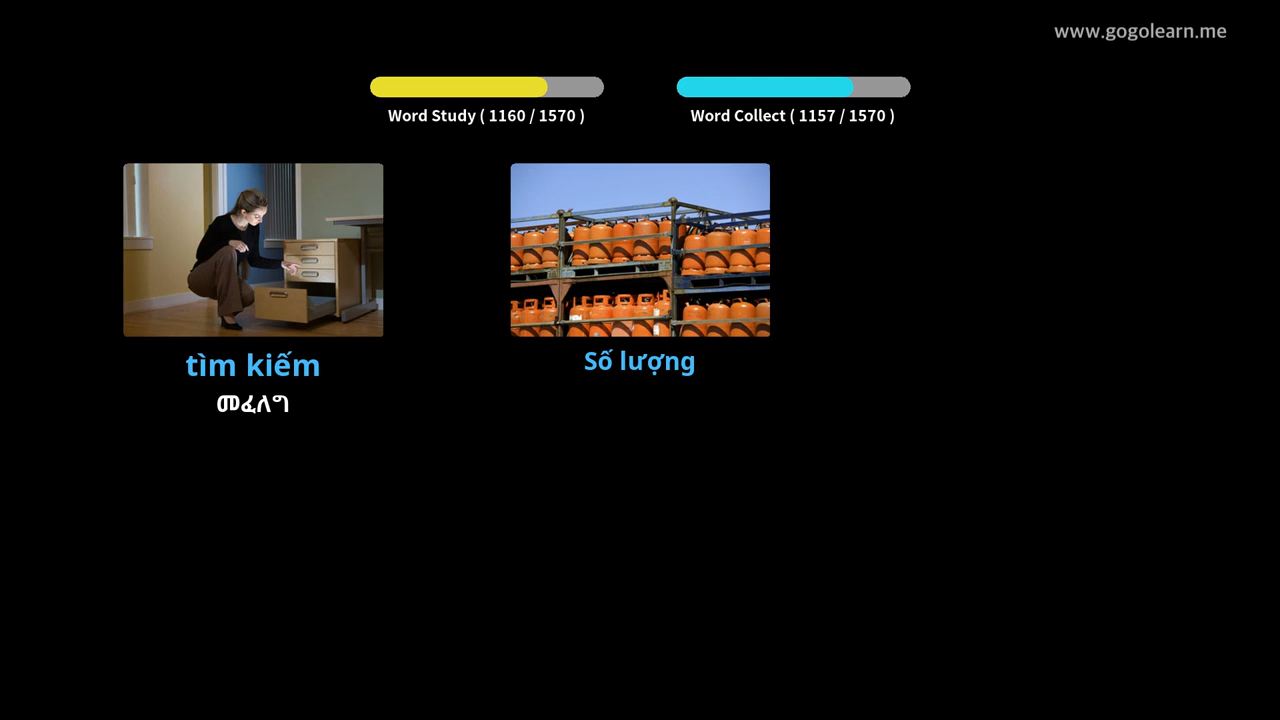 www.gogolearn.me
Word Study ( 1160 / 1570 )
Word Collect ( 1157 / 1570 )
tìm kiếm
መፈለግ
Số lượng